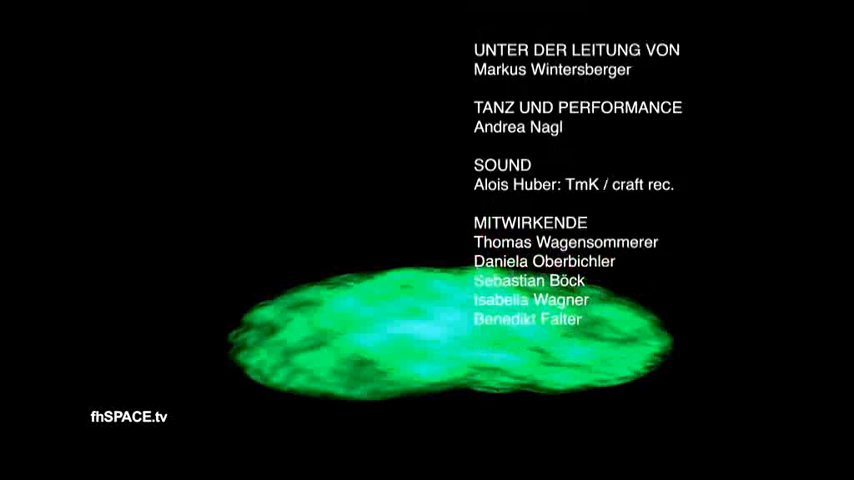 UNTER DER LEITUNG VON
Markus Wintersberger
TANZ UND PERFORMANCE
Andrea Nagl
SOUND
Alois Huber: TmK / craft rec.
MITWIRKENDE
Thomas Wagensommerer
Daniela Oberbichler
Sebastian Böck
Isabella Wagner
Benedikt Falter
fhSPACE.tv